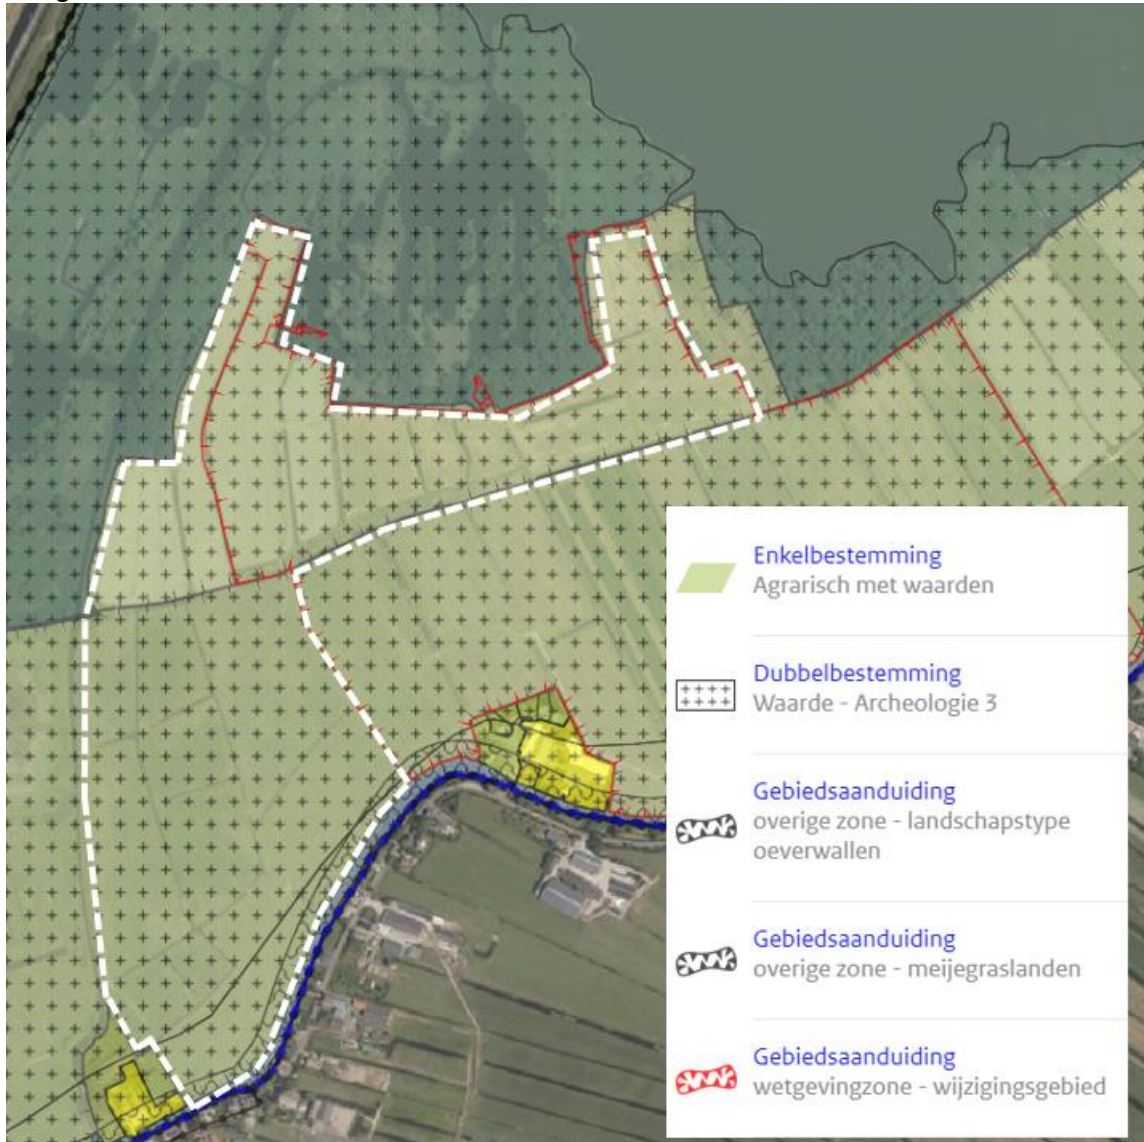 Enkelbestemming
Agrarisch met waarden
Dubbelbestemming
Waarde - Archeologie 3
Gebiedsaanduiding
overige zone - landschapstype
oeverwallen
Gebiedsaanduiding
overige zone - meijegraslanden
Gebiedsaanduiding
wetgevingzone - wijzigingsgebied